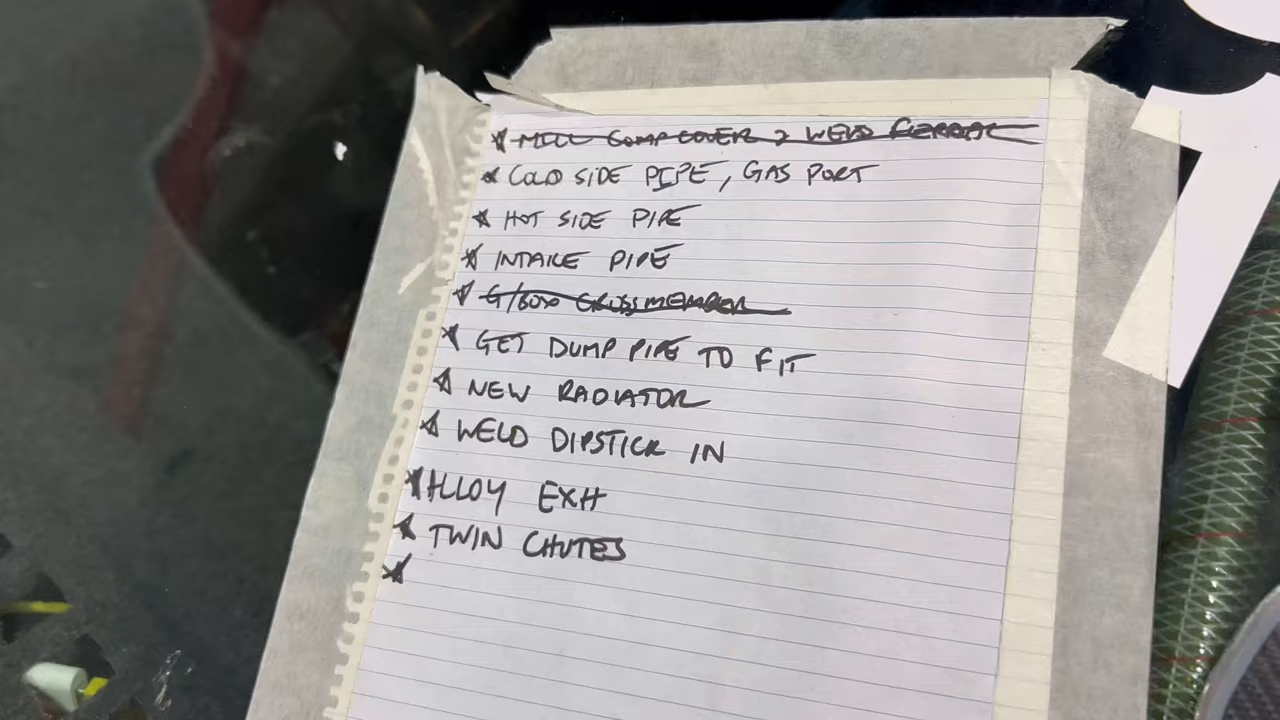 * MILL COMP COVER & WELD
* COLD SIDE PIPE, GAS PORT
* HOT SIDE PIPE
* INTAKE PIPE
* G/BOX CROSSMEMBER
* GET DUMP PIPE TO FIT
* NEW RADIATOR
* WELD DIPSTICK IN
* ALLOY EXH
* TWIN CHUTES
*